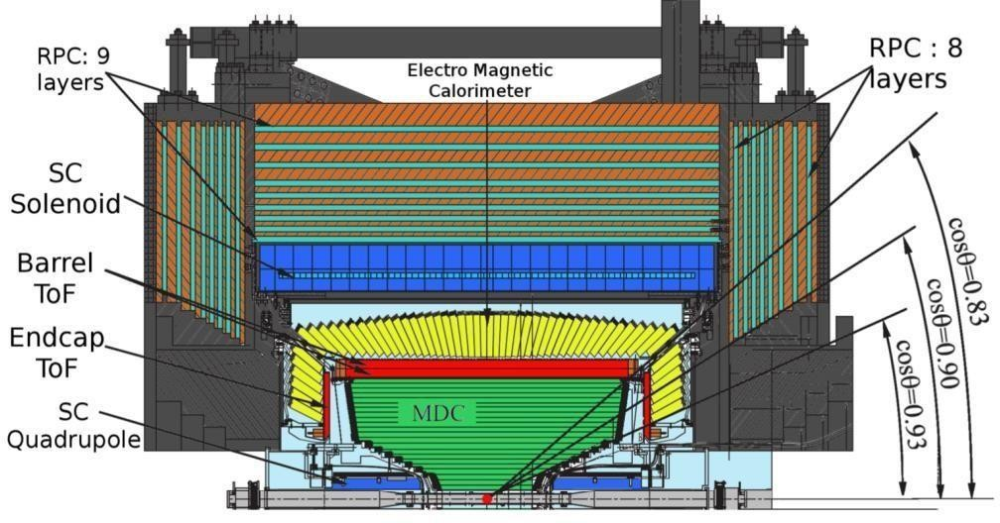 RPC: 9
layers
Electro Magnetic
Calorimeter
RPC : 8
layers
SC
Solenoid
Barrel
ToF
Endcap
ToF
SC
Quadrupole
MDC
cosθ=0.83
cosθ=0.90
cosθ=0.93